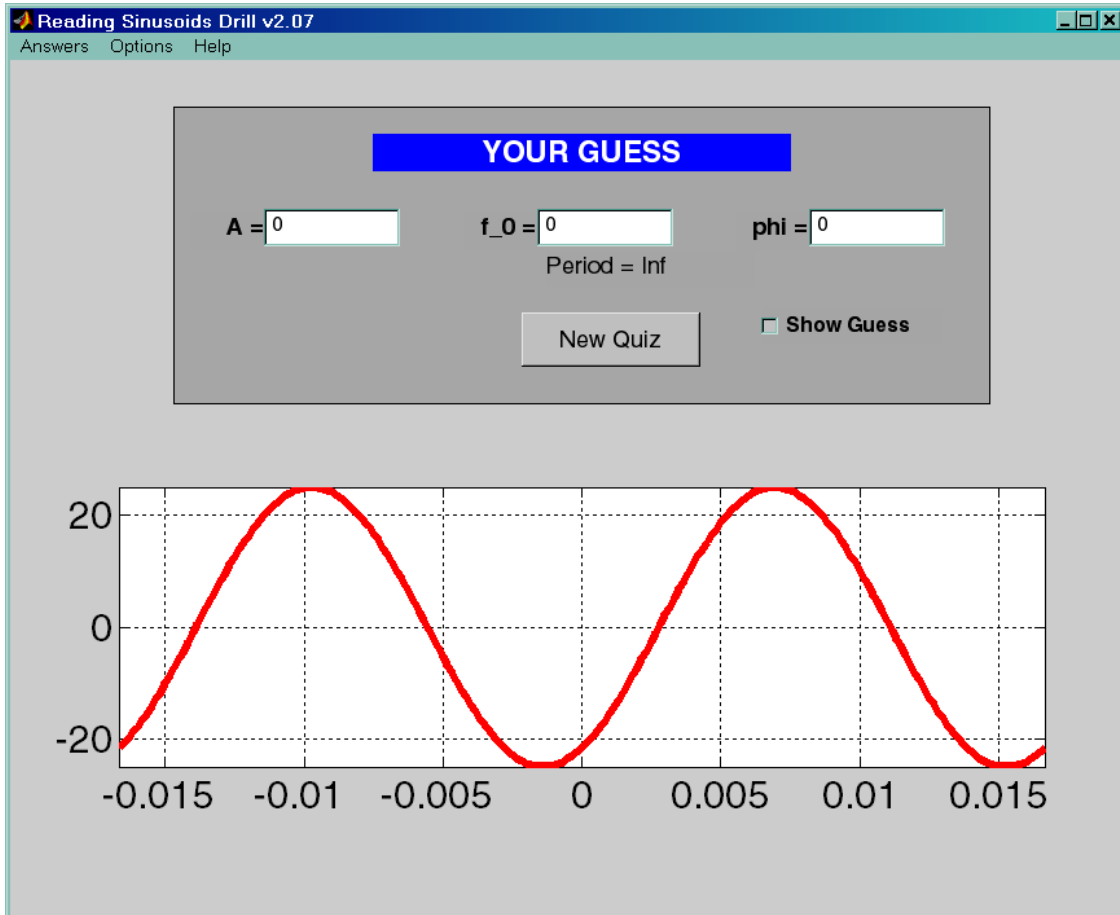 Reading Sinusoids Drill v2.07
Answers Options Help
YOUR GUESS
A = 0 f_0 = 0 phi = 0
Period = Inf
New Quiz Show Guess
20
0
-20
-0.015 -0.01 -0.005 0 0.005 0.01 0.015